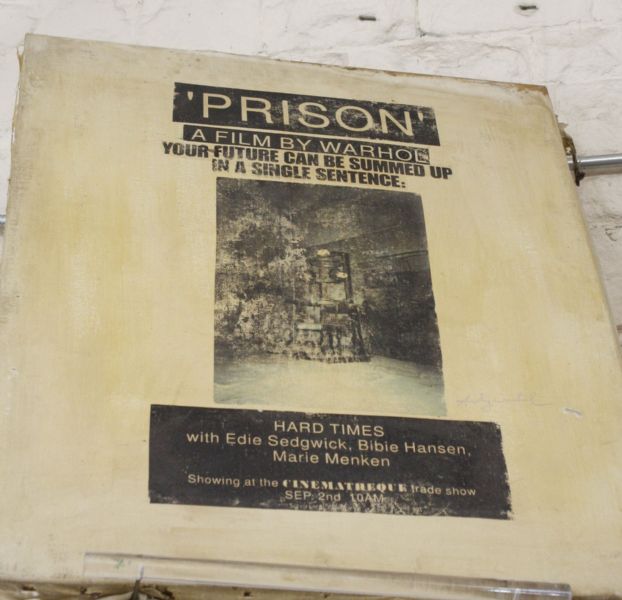 'PRISON'
A FILM BY WARHOL
YOUR FUTURE CAN BE SUMMED UP
IN A SINGLE SENTENCE:
HARD TIMES
with Edie Sedgwick, Bibie Hansen,
Marie Menken
Showing at the CINEMATHEQUE trade show
SEP. 2nd 10AM